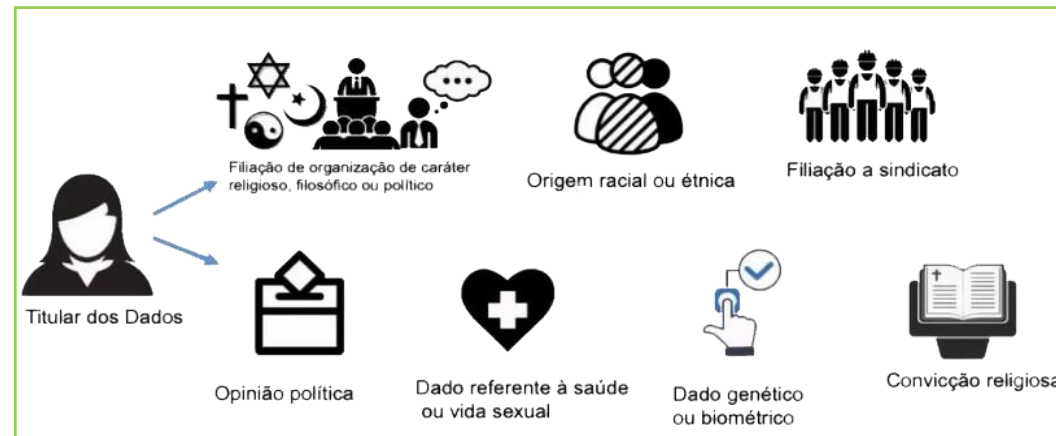 Filiação de organização de caráter
religioso, filosófico ou político
Origem racial ou étnica
Filiação a sindicato
Titular dos Dados
Opinião política
Dado referente à saúde
ou vida sexual
Dado genético
ou biométrico
Convicção religiosa